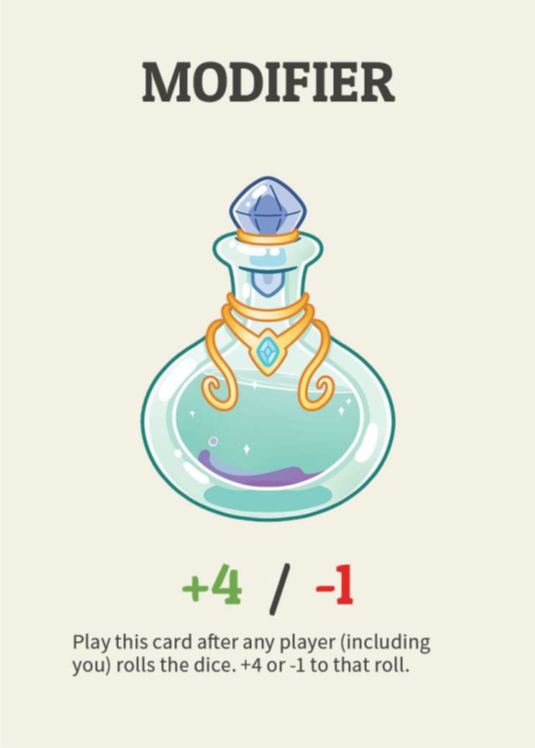 MODIFIER
+4 / -1
Play this card after any player (including
you) rolls the dice. +4 or -1 to that roll.